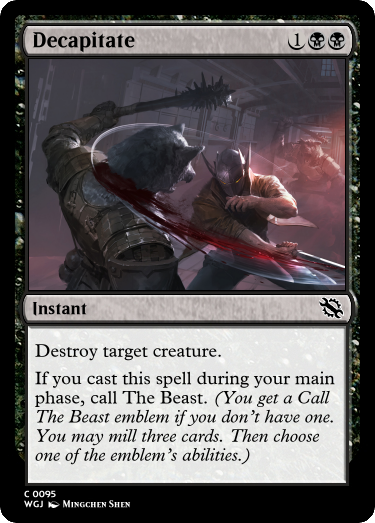 Decapitate 1
Instant
Destroy target creature.
If you cast this spell during your main
phase, call The Beast. (You get a Call
The Beast emblem if you don't have one.
You may mill three cards. Then choose
one of the emblem's abilities.)
C 0095
WGJ Mingchen Shen